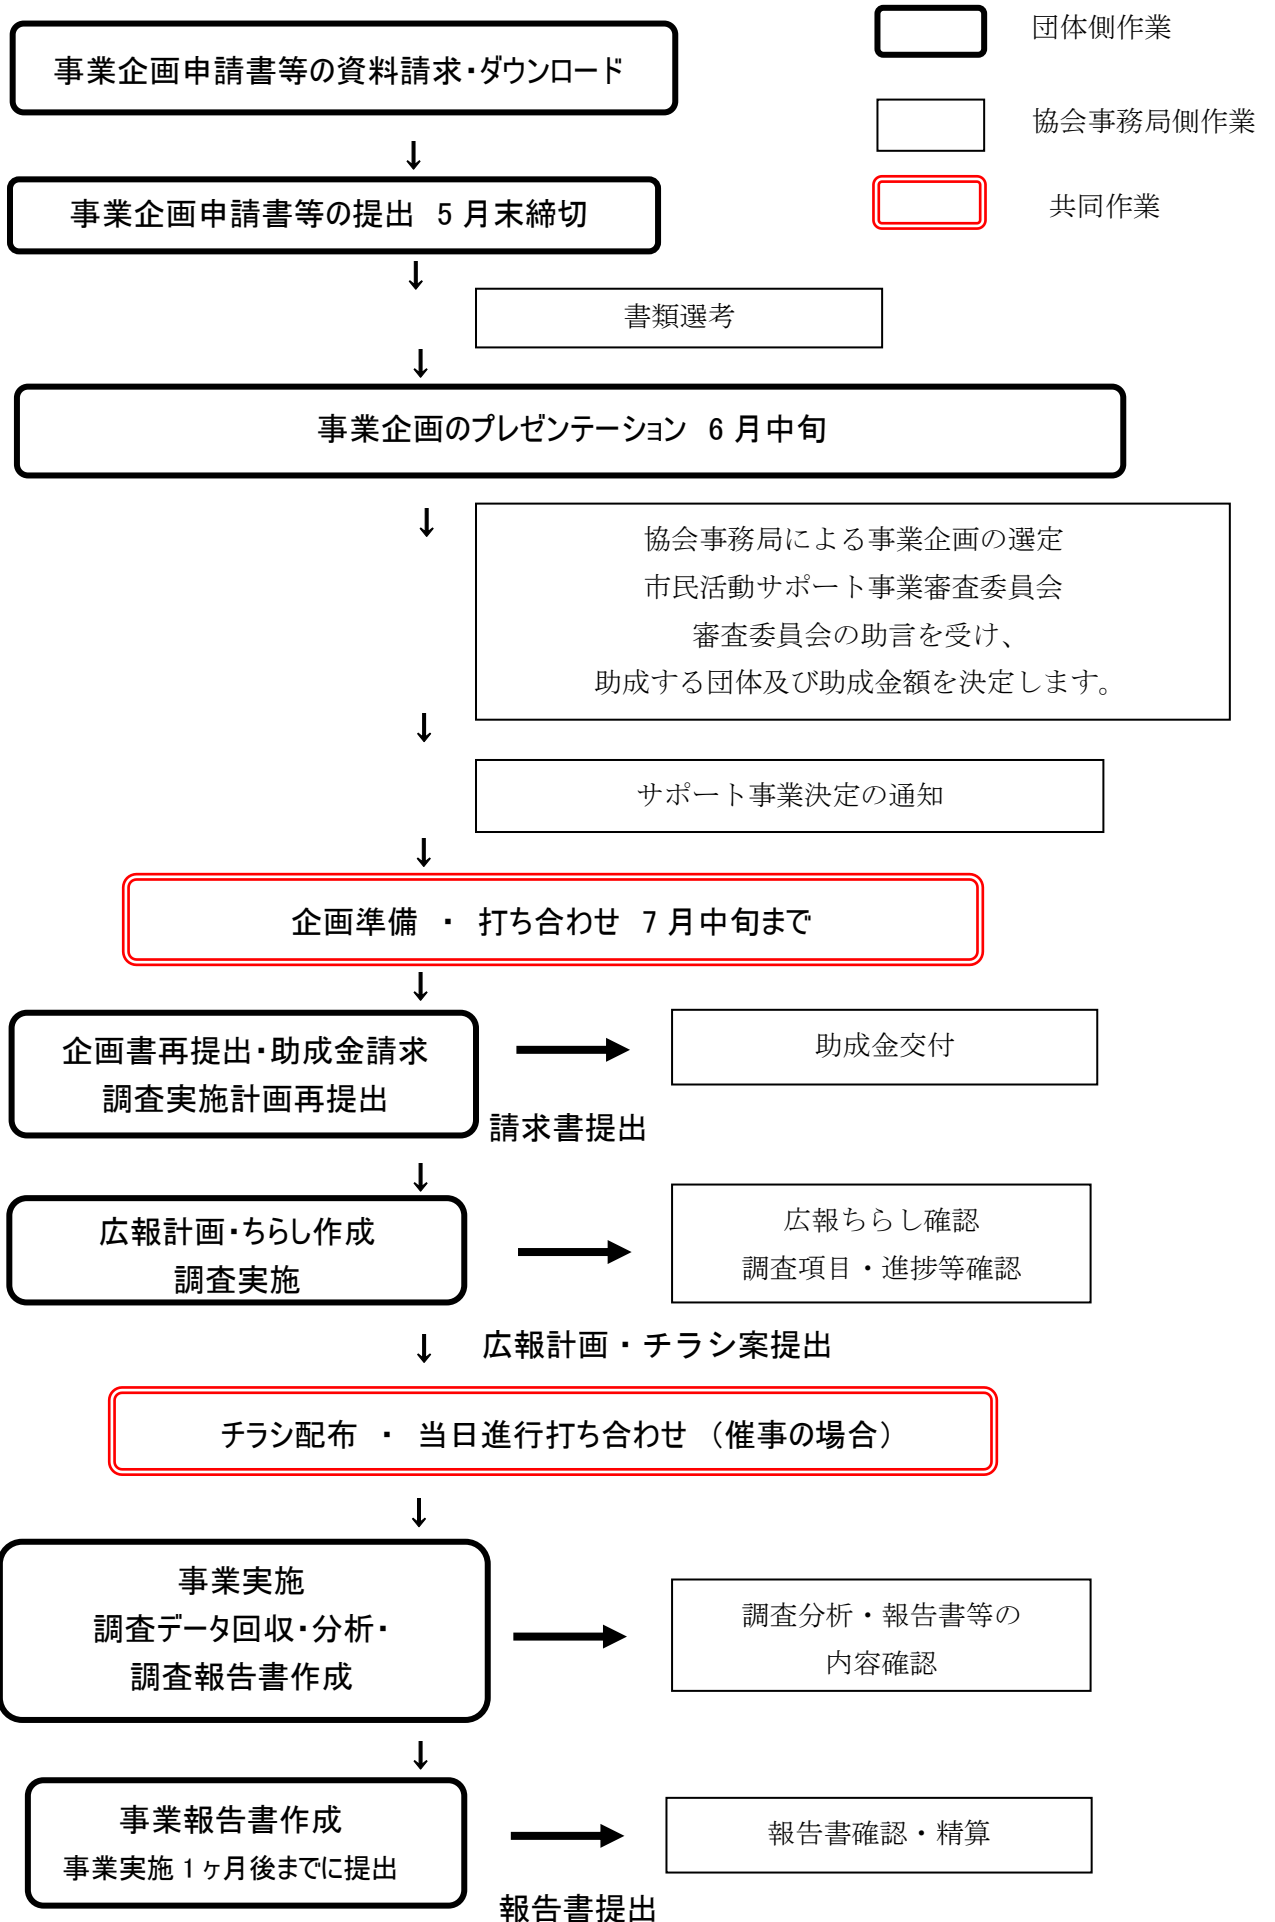 団体側作業
事業企画申請書等の資料請求・ダウンロード
協会事務局側作業
共同作業
↓
事業企画申請書等の提出 5月末締切
↓
書類選考
↓
事業企画のプレゼンテーション 6月中旬
↓
協会事務局による事業企画の選定
市民活動サポート事業審査委員会
審査委員会の助言を受け、
助成する団体及び助成金額を決定します。
↓
サポート事業決定の通知
↓
企画準備 ・ 打ち合わせ 7月中旬まで
↓
企画書再提出・助成金請求
調査実施計画再提出
助成金交付
請求書提出
↓
広報計画・ちらし作成
調査実施
広報ちらし確認
調査項目・進捗等確認
↓ 広報計画・チラシ案提出
チラシ配布 ・ 当日進行打ち合わせ (催事の場合)
↓
事業実施
調査データ回収・分析・
調査報告書作成
調査分析・報告書等の
内容確認
↓
事業報告書作成
事業実施1ヶ月後までに提出
報告書確認・精算
報告書提出